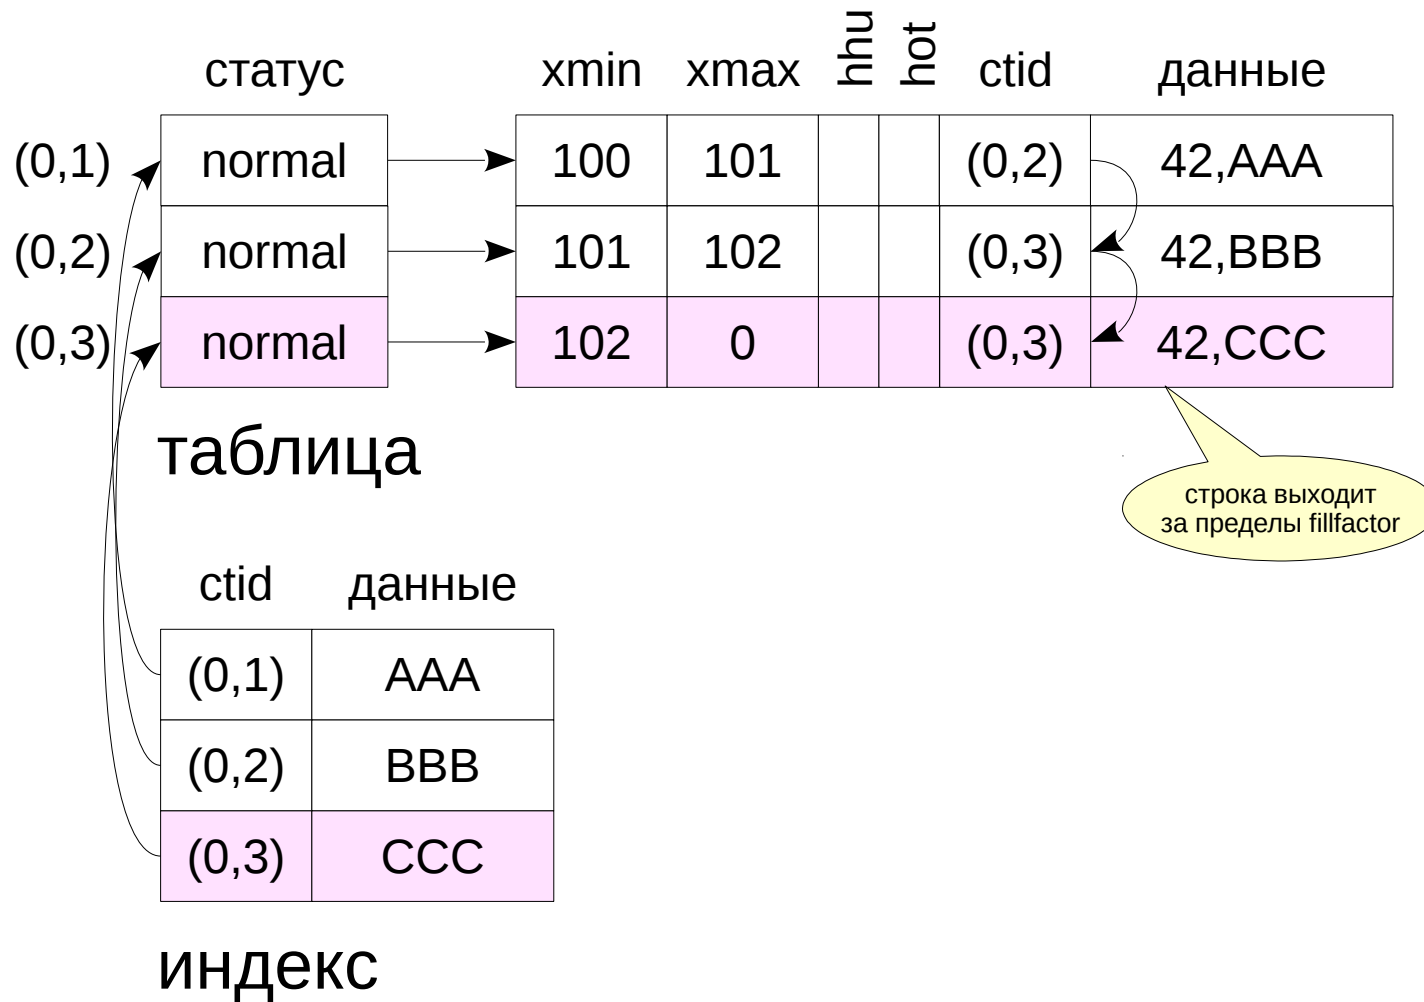 статус xmin xmax hhu hot ctid данные
(0,1) normal 100 101 (0,2) 42,AAA
(0,2) normal 101 102 (0,3) 42,BBB
(0,3) normal 102 0 (0,3) 42,CCC
таблица
строка выходит
за пределы fillfactor
ctid данные
(0,1) AAA
(0,2) BBB
(0,3) CCC
индекс